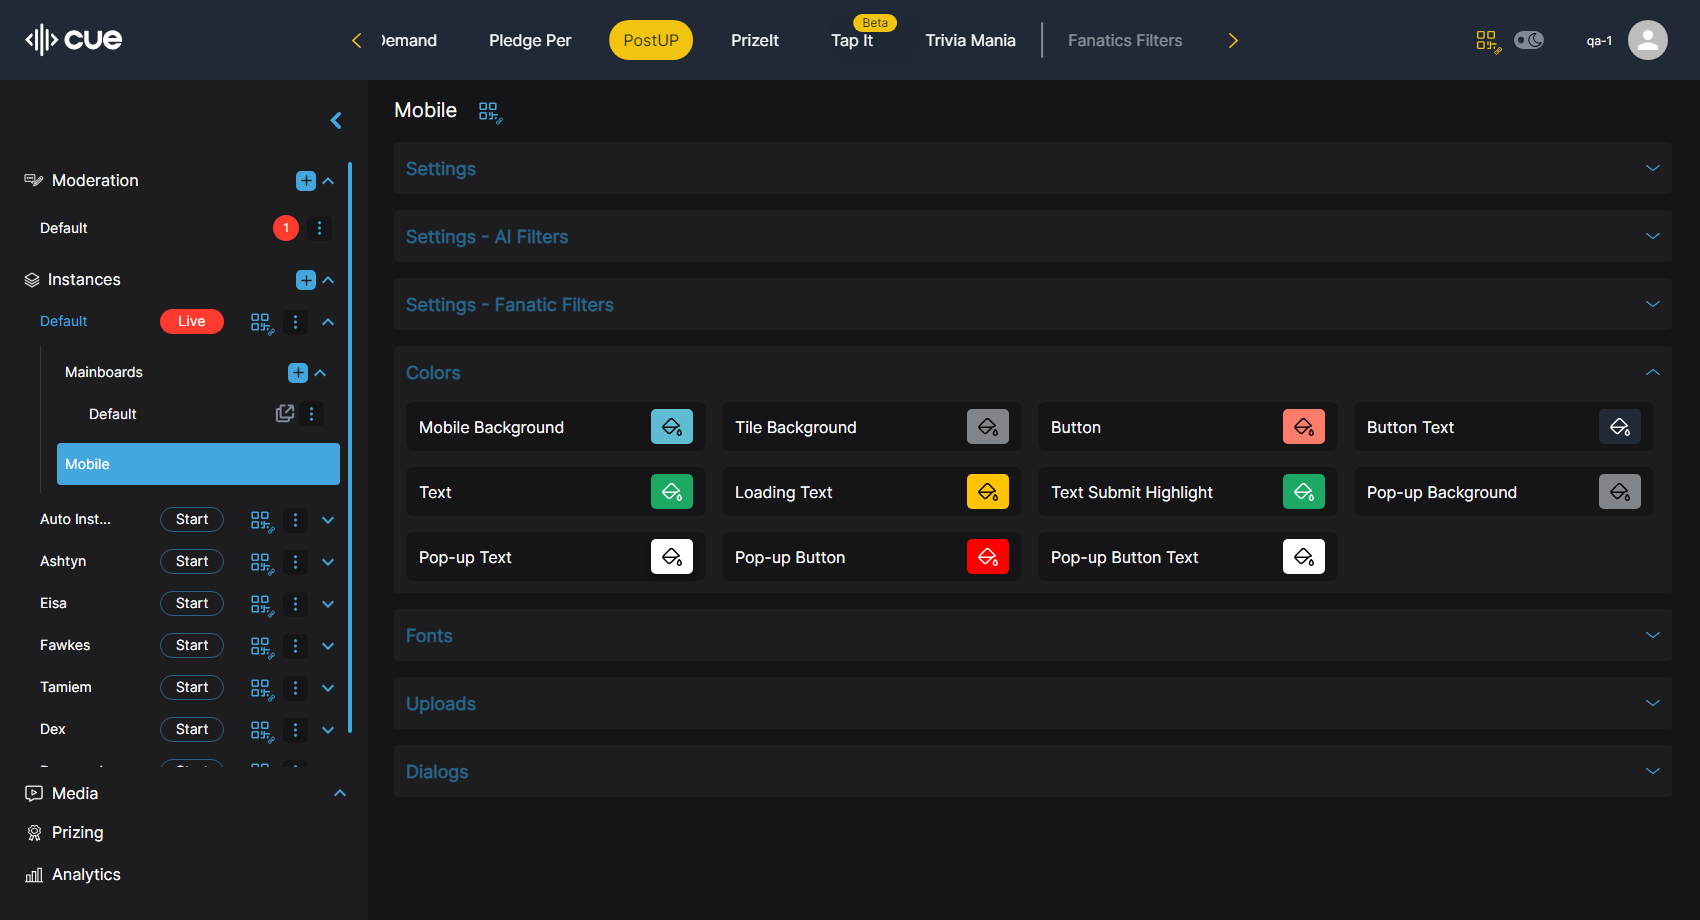 cue
Demand
Pledge Per
PostUP
PrizeIt
Beta
Tap It
Trivia Mania
Fanatics Filters
qa-1
Moderation
Default
1
Instances
Default
Live
Mainboards
Default
Mobile
Auto Inst...
Start
Ashtyn
Start
Eisa
Start
Fawkes
Start
Tamiem
Start
Dex
Start
Media
Prizing
Analytics
Mobile
Settings
Settings - AI Filters
Settings - Fanatic Filters
Colors
Mobile Background
Tile Background
Button
Button Text
Text
Loading Text
Text Submit Highlight
Pop-up Background
Pop-up Text
Pop-up Button
Pop-up Button Text
Fonts
Uploads
Dialogs